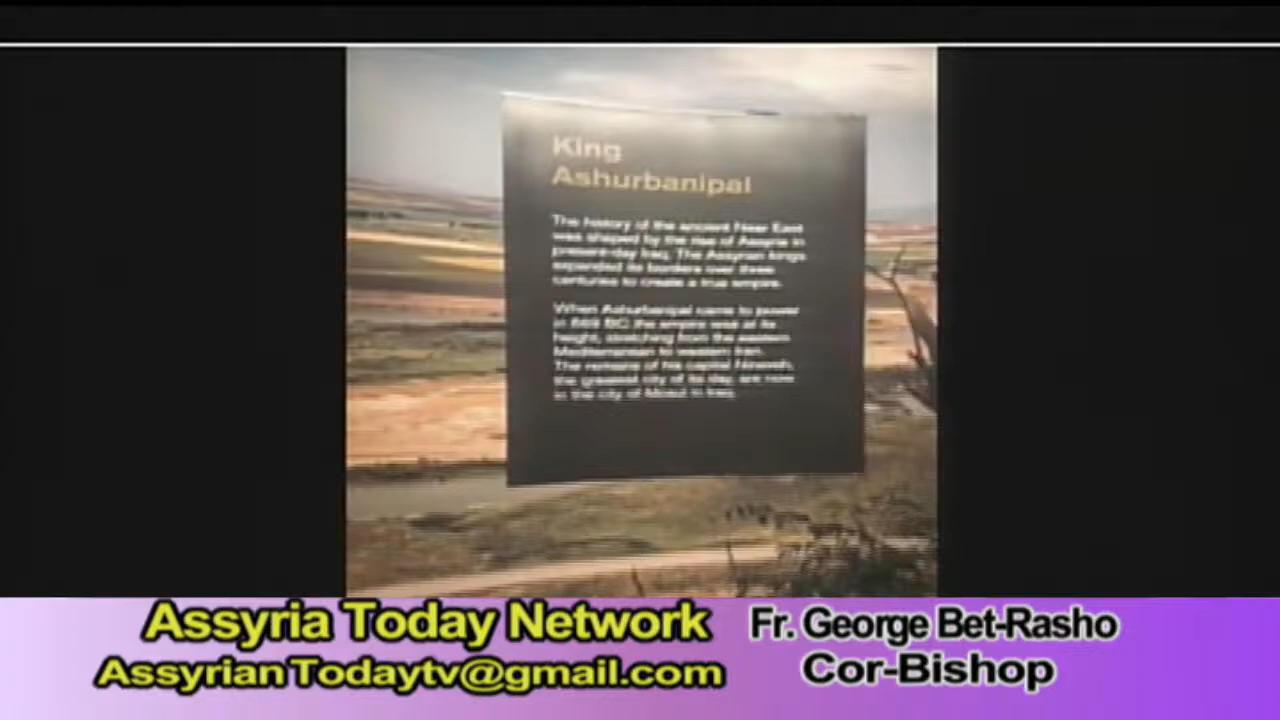 King
Ashurbanipal
The history of the ancient Near East
was shaped by the rise of Assyria in
present-day Iraq. The Assyrian kings
expanded its borders over three
centuries to create a true empire.
When Ashurbanipal came to power
in 669 BC the empire was at its
height, stretching from the eastern
Mediterranean to western Iran.
The remains of his capital Nineveh,
the greatest city of its day, are now
in the city of Mosul in Iraq.
Assyria Today Network
Fr. George Bet-Rasho
AssyrianTodaytv@gmail.com
Cor-Bishop